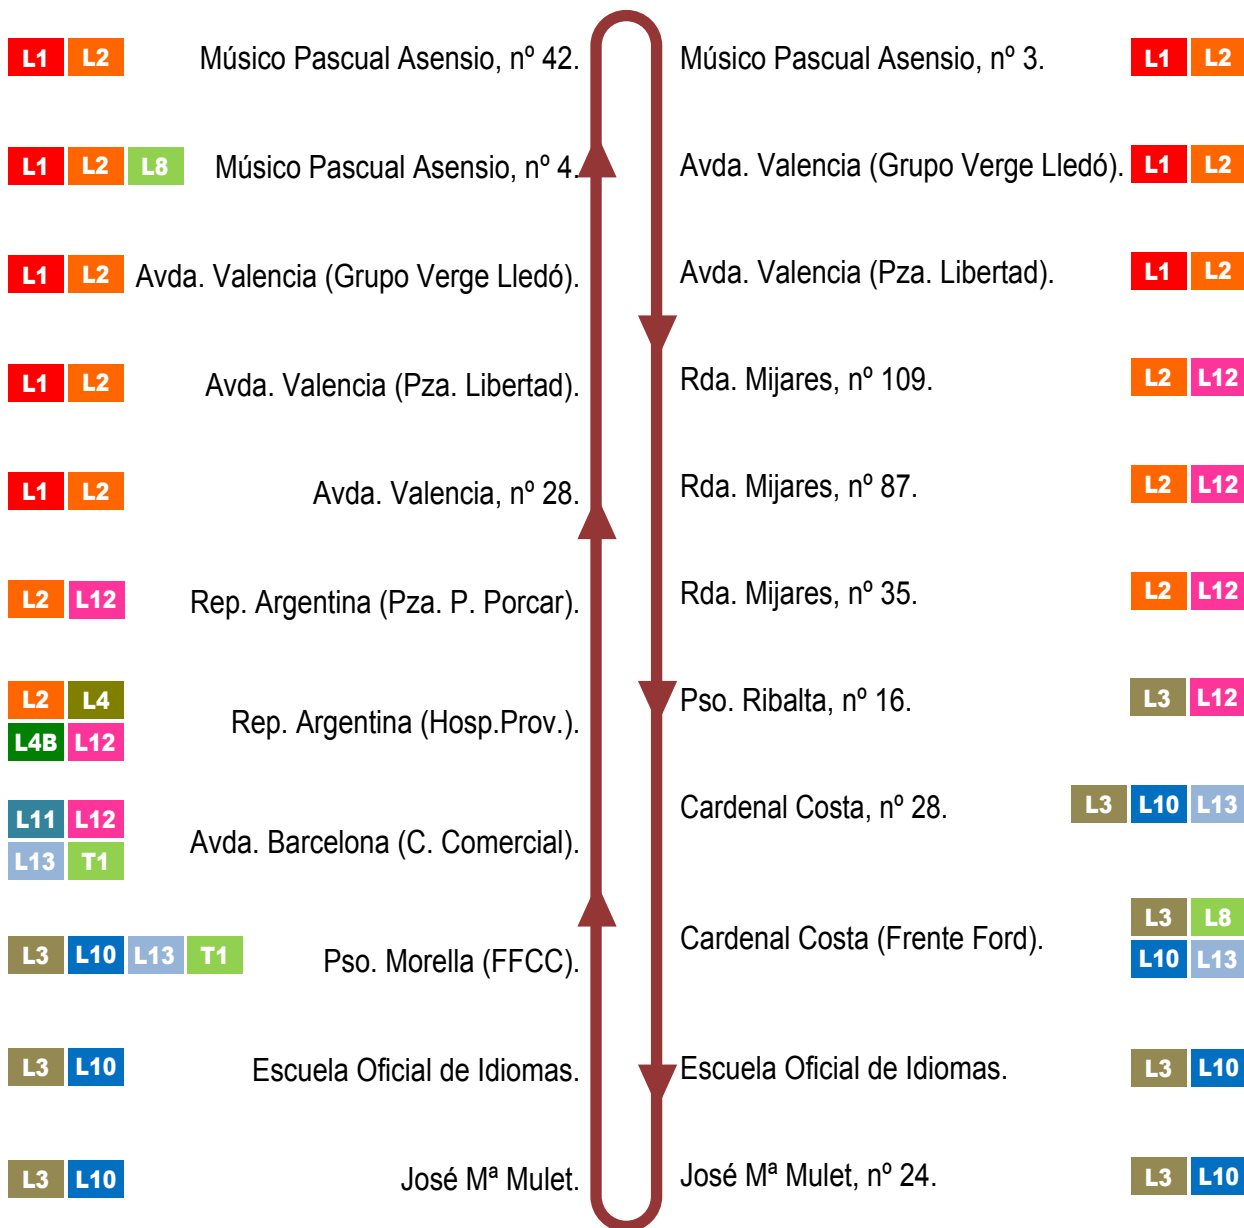 L1 L2 Músico Pascual Asensio, nº 42.
L1 L2 L8 Músico Pascual Asensio, nº 4.
L1 L2 Avda. Valencia (Grupo Verge Lledó).
L1 L2 Avda. Valencia (Pza. Libertad).
L1 L2 Avda. Valencia, nº 28.
L2 L12 Rep. Argentina (Pza. P. Porcar).
L2 L4
Rep. Argentina (Hosp.Prov.).
L4B L12
L11 L12
Avda. Barcelona (C. Comercial).
L13 T1
L3 L10 L13 T1 Pso. Morella (FFCC).
L3 L10 Escuela Oficial de Idiomas.
L3 L10 José Mª Mulet.
Músico Pascual Asensio, nº 3. L1 L2
Avda. Valencia (Grupo Verge Lledó). L1 L2
Avda. Valencia (Pza. Libertad). L1 L2
Rda. Mijares, nº 109. L2 L12
Rda. Mijares, nº 87. L2 L12
Rda. Mijares, nº 35. L2 L12
Pso. Ribalta, nº 16. L3 L12
Cardenal Costa, nº 28. L3 L10 L13
L3 L8
Cardenal Costa (Frente Ford).
L10 L13
Escuela Oficial de Idiomas. L3 L10
José Mª Mulet, nº 24. L3 L10